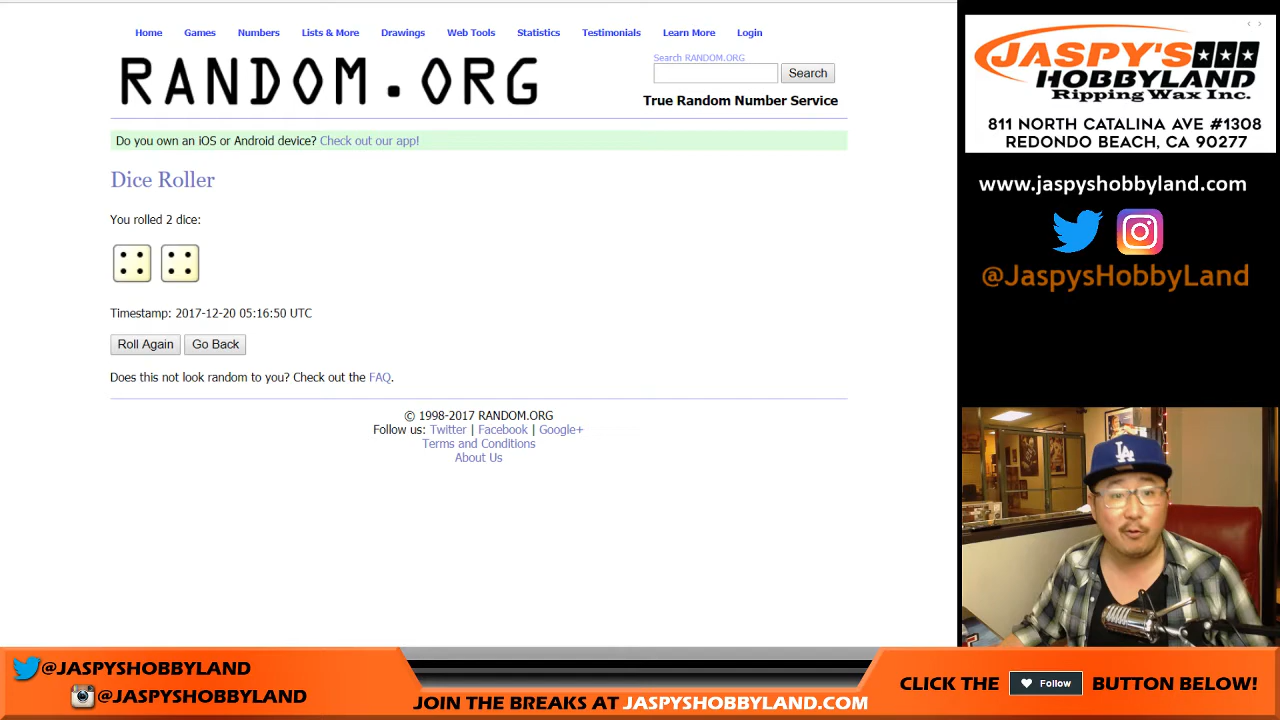 Home Games Numbers Lists & More Drawings Web Tools Statistics Testimonials Learn More Login
RANDOM.ORG
Search RANDOM.ORG
Search
True Random Number Service
Do you own an iOS or Android device? Check out our app!
Dice Roller
You rolled 2 dice:
Timestamp: 2017-12-20 05:16:50 UTC
Roll Again Go Back
Does this not look random to you? Check out the FAQ.
© 1998-2017 RANDOM.ORG
Follow us: Twitter | Facebook | Google+
Terms and Conditions
About Us
JASPY'S
HOBBYLAND
Ripping Wax Inc.
811 NORTH CATALINA AVE #1308
REDONDO BEACH, CA 90277
www.jaspyshobbyland.com
@JaspysHobbyLand
LA
@JASPYSHOBBYLAND
@JASPYSHOBBYLAND
JOIN THE BREAKS AT JASPYSHOBBYLAND.COM
CLICK THE Follow BUTTON BELOW!